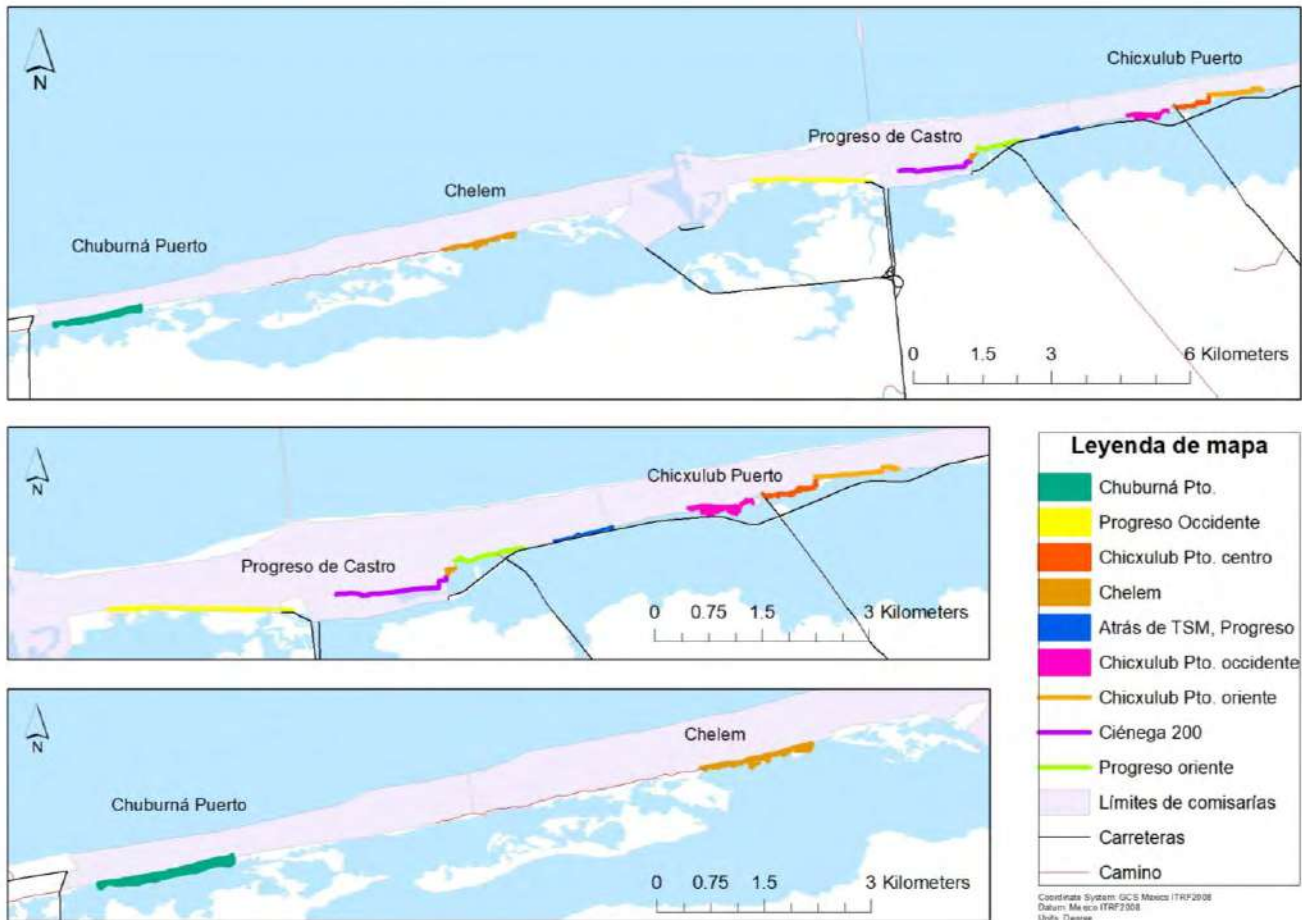 N
Chicxulub Puerto
Progreso de Castro
Chelem
Chuburná Puerto
0 1.5 3 6 Kilometers
N
Chicxulub Puerto
Progreso de Castro
0 0.75 1.5 3 Kilometers
N
Chelem
Chuburná Puerto
0 0.75 1.5 3 Kilometers
Leyenda de mapa
Chuburná Pto.
Progreso Occidente
Chicxulub Pto. centro
Chelem
Atrás de TSM, Progreso
Chicxulub Pto. occidente
Chicxulub Pto. oriente
Ciénega 200
Progreso oriente
Límites de comisarías
Carreteras
Camino
Coordinate System: GCS Mexico ITRF2008
Datum: Mexico ITRF2008
Units: Degree